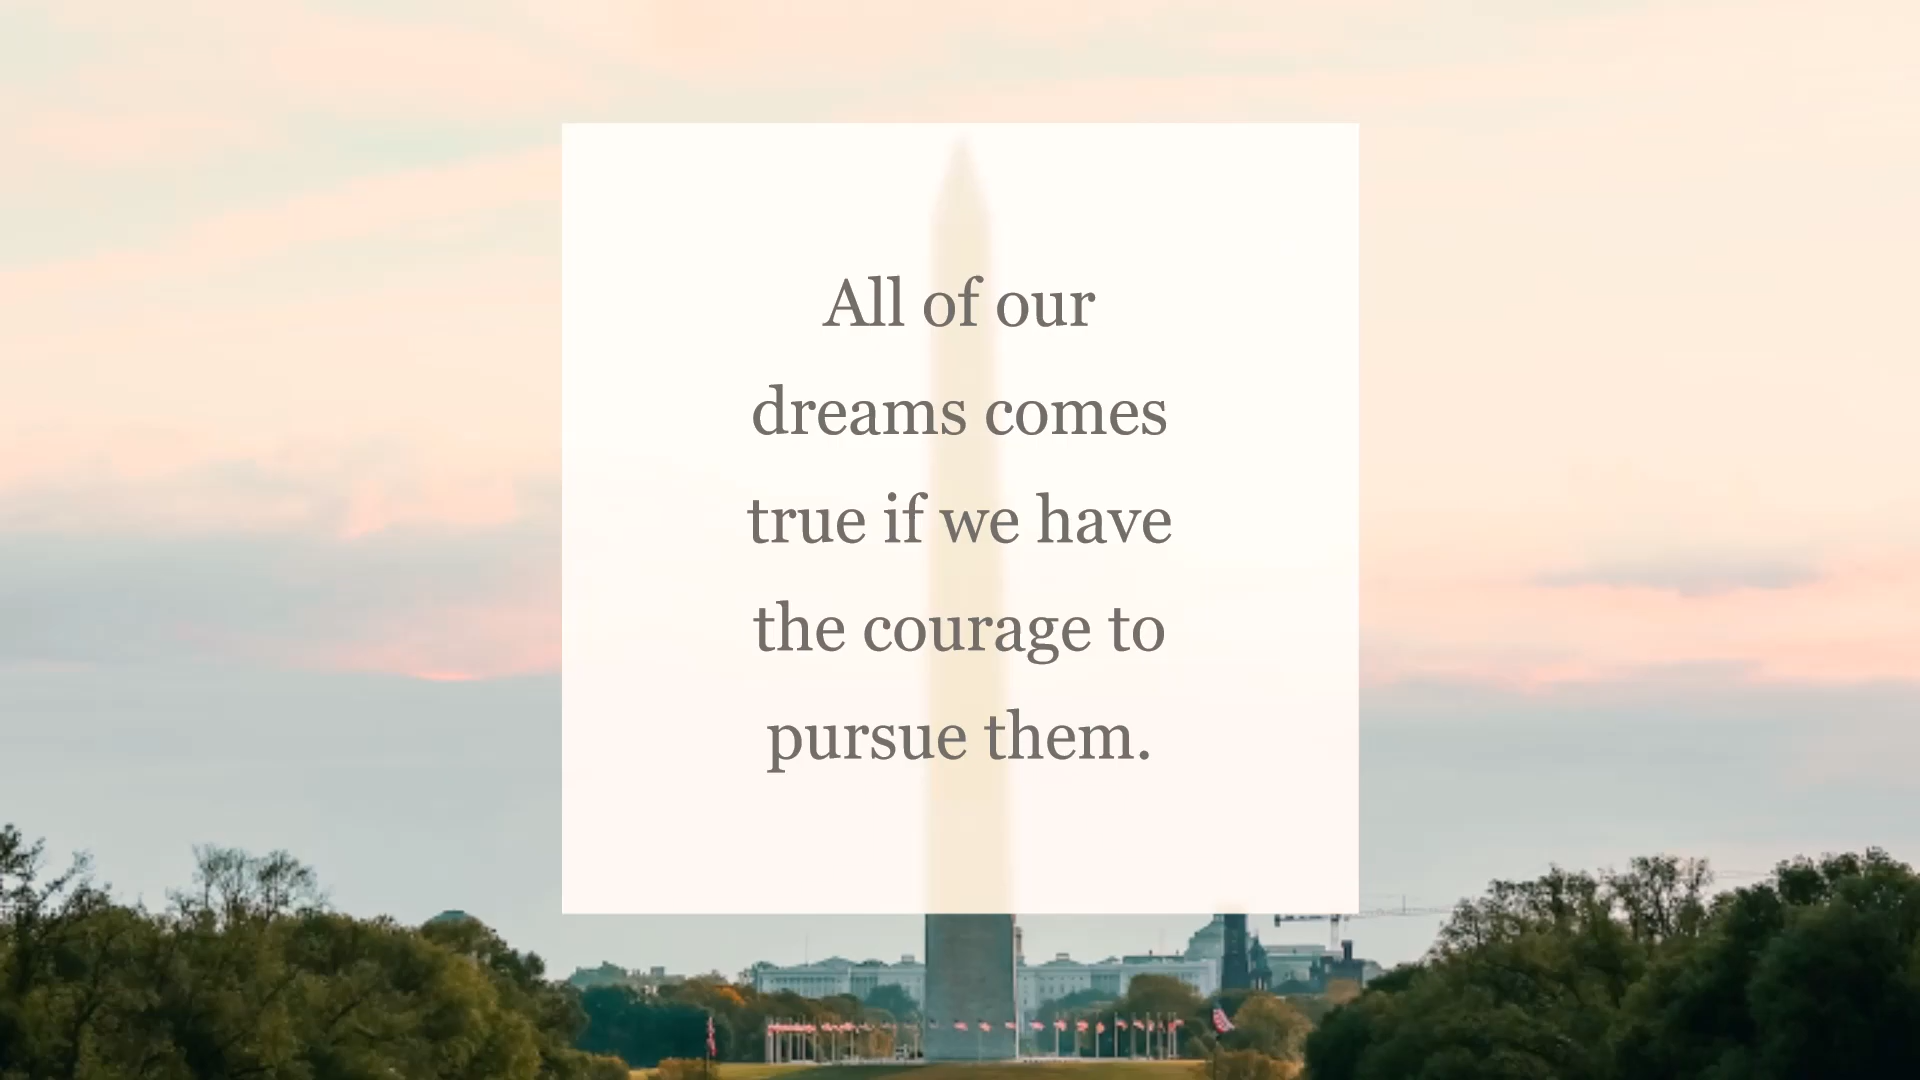 All of our
dreams comes
true if we have
the courage to
pursue them.